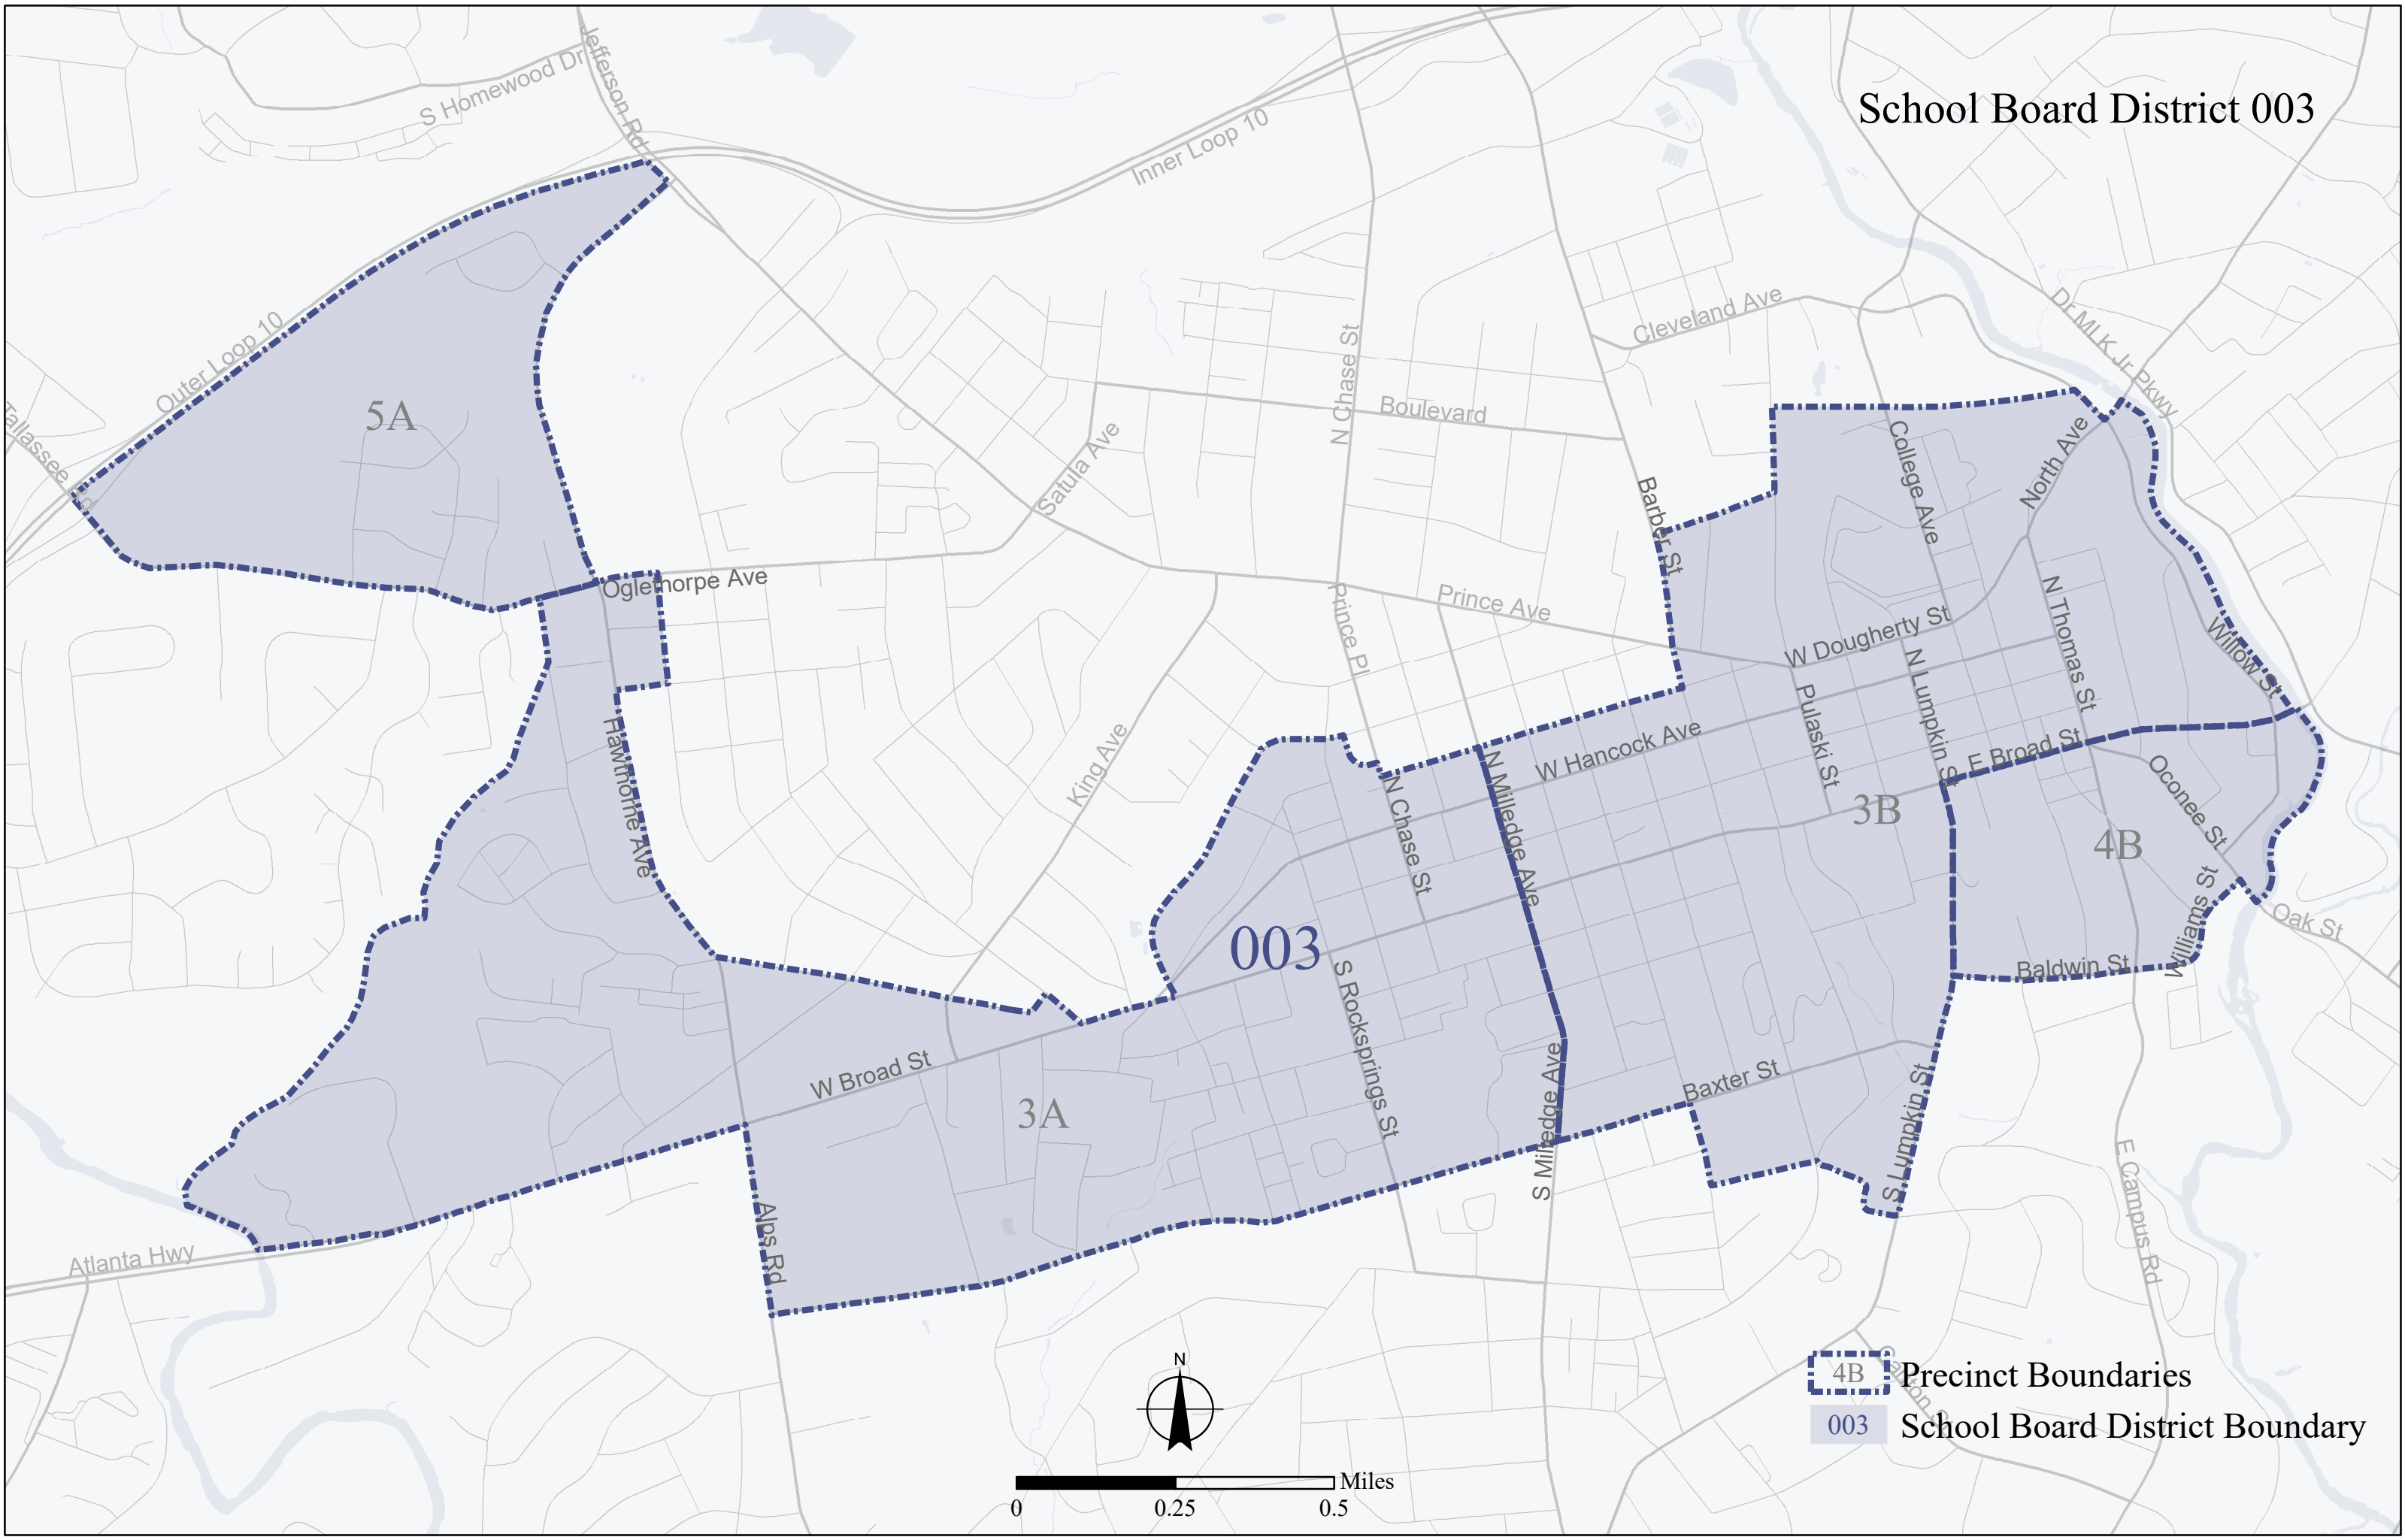 School Board District 003
Jefferson Rd
S Homewood Dr
Inner Loop 10
Outer Loop 10
Tallassee Rd
5A
Cleveland Ave
Dr MLK Jr Pkwy
N Chase St
Boulevard
Satula Ave
Barber St
College Ave
North Ave
Oglethorpe Ave
Prince Ave
Prince Pl
W Dougherty St
N Thomas St
Willow St
N Lumpkin St
Pulaski St
Hawthorne Ave
King Ave
W Hancock Ave
N Milledge Ave
N Chase St
E Broad St
Oconee St
3B
4B
003
Williams St
Oak St
Baldwin St
S Rocksprings St
W Broad St
3A
Baxter St
S Milledge Ave
S Lumpkin St
Alps Rd
Atlanta Hwy
E Campus Rd
N
4B Precinct Boundaries
003 School Board District Boundary
Miles
0 0.25 0.5